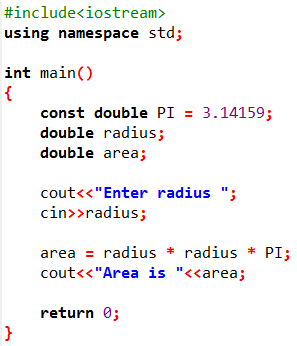 #include<iostream>
using namespace std;
int main()
{
const double PI = 3.14159;
double radius;
double area;
cout<<"Enter radius ";
cin>>radius;
area = radius * radius * PI;
cout<<"Area is "<<area;
return 0;
}